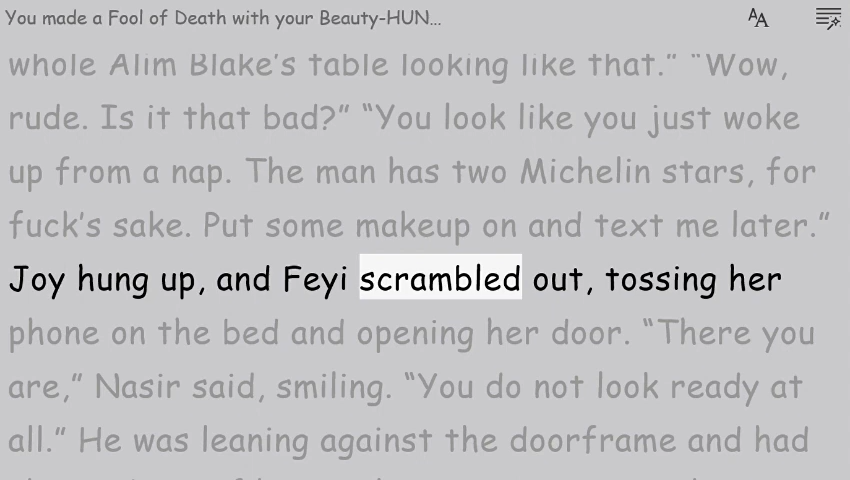 You made a Fool of Death with your Beauty-HUN...
AA
whole Alim Blake's table looking like that.” “Wow,
rude. Is it that bad?” “You look like you just woke
up from a nap. The man has two Michelin stars, for
fuck's sake. Put some makeup on and text me later.”
Joy hung up, and Feyi scrambled out, tossing her
phone on the bed and opening her door. “There you
are,” Nasir said, smiling. “You do not look ready at
all.” He was leaning against the doorframe and had